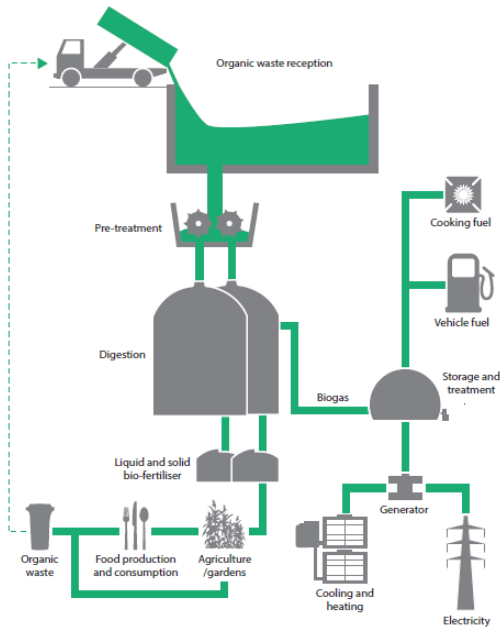 Organic waste reception
Cooking fuel
Pre-treatment
Vehicle fuel
Digestion
Storage and
treatment
Biogas
Liquid and solid
bio-fertiliser
Generator
Organic
waste
Food production
and consumption
Agriculture
/gardens
Cooling and
heating
Electricity